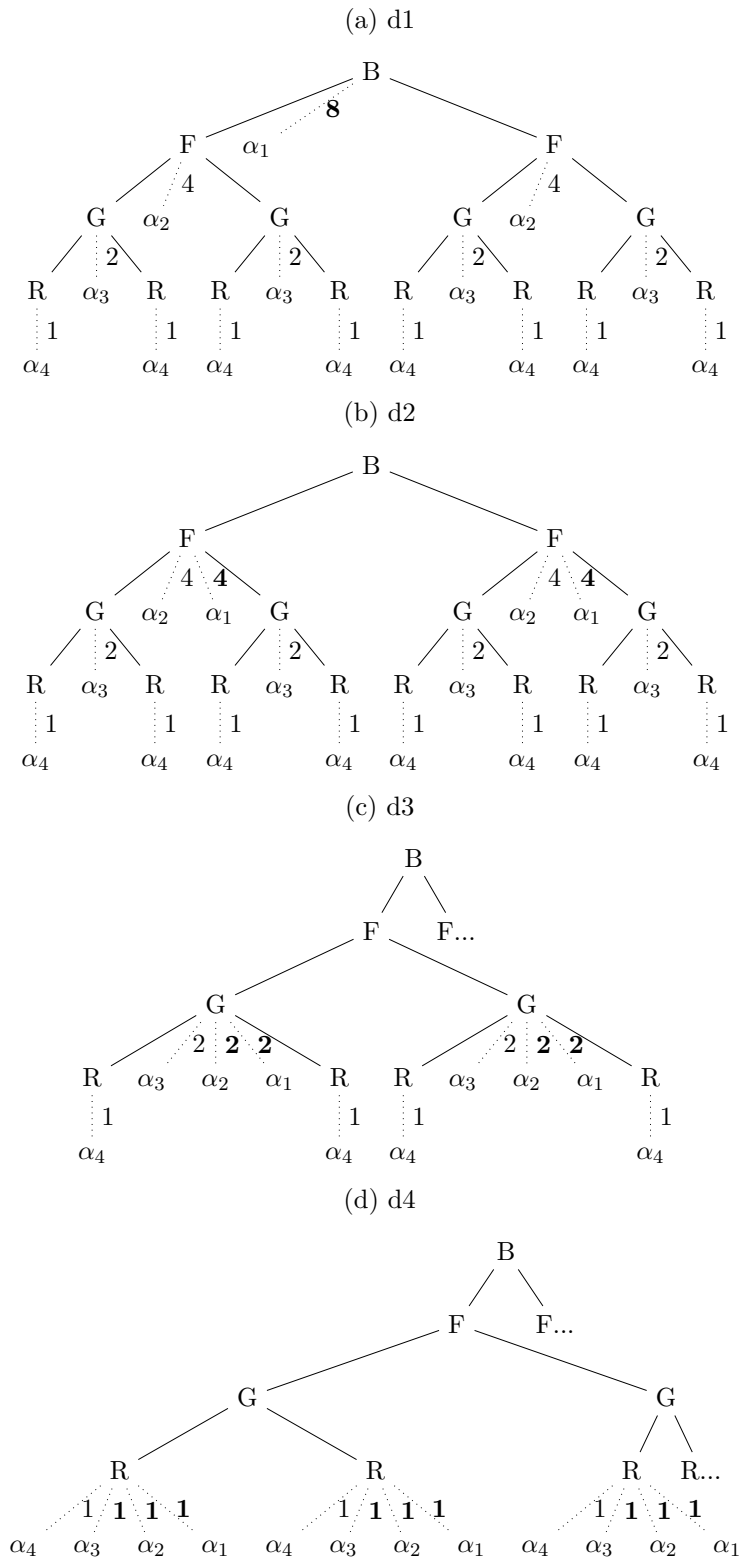 (a) d1
B
8
F α₁ F
4 4
G α₂ G G α₂ G
2 2 2 2
R α₃ R R α₃ R R α₃ R R α₃ R
1 1 1 1 1 1 1 1
α₄ α₄ α₄ α₄ α₄ α₄ α₄ α₄
(b) d2
B
F F
4 4 4 4
G α₂ α₁ G G α₂ α₁ G
2 2 2 2
R α₃ R R α₃ R R α₃ R R α₃ R
1 1 1 1 1 1 1 1
α₄ α₄ α₄ α₄ α₄ α₄ α₄ α₄
(c) d3
B
F F...
G G
2 2 2 2 2 2
R α₃ α₂ α₁ R R α₃ α₂ α₁ R
1 1 1 1
α₄ α₄ α₄ α₄
(d) d4
B
F F...
G G
R R R R...
1 1 1 1 1 1 1 1 1 1 1 1
α₄ α₃ α₂ α₁ α₄ α₃ α₂ α₁ α₄ α₃ α₂ α₁